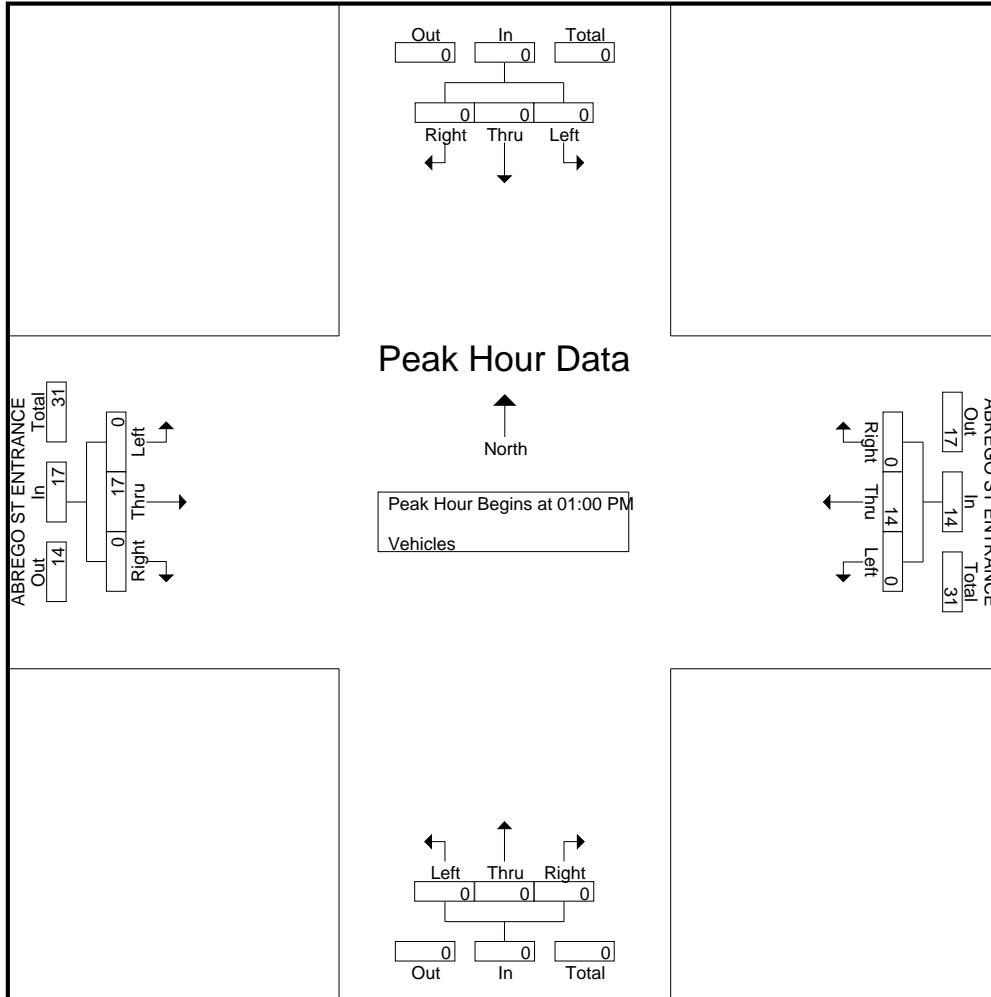 Out In Total
0 0 0
0 0 0
Right Thru Left
Peak Hour Data
North
Peak Hour Begins at 01:00 PM
Vehicles
ABREGO ST ENTRANCE
Out In Total
14 17 31
0 17 0
Right Thru Left
ABREGO ST ENTRANCE
Out In Total
17 14 31
0 14 0
Right Thru Left
Left Thru Right
0 0 0
0 0 0
Out In Total